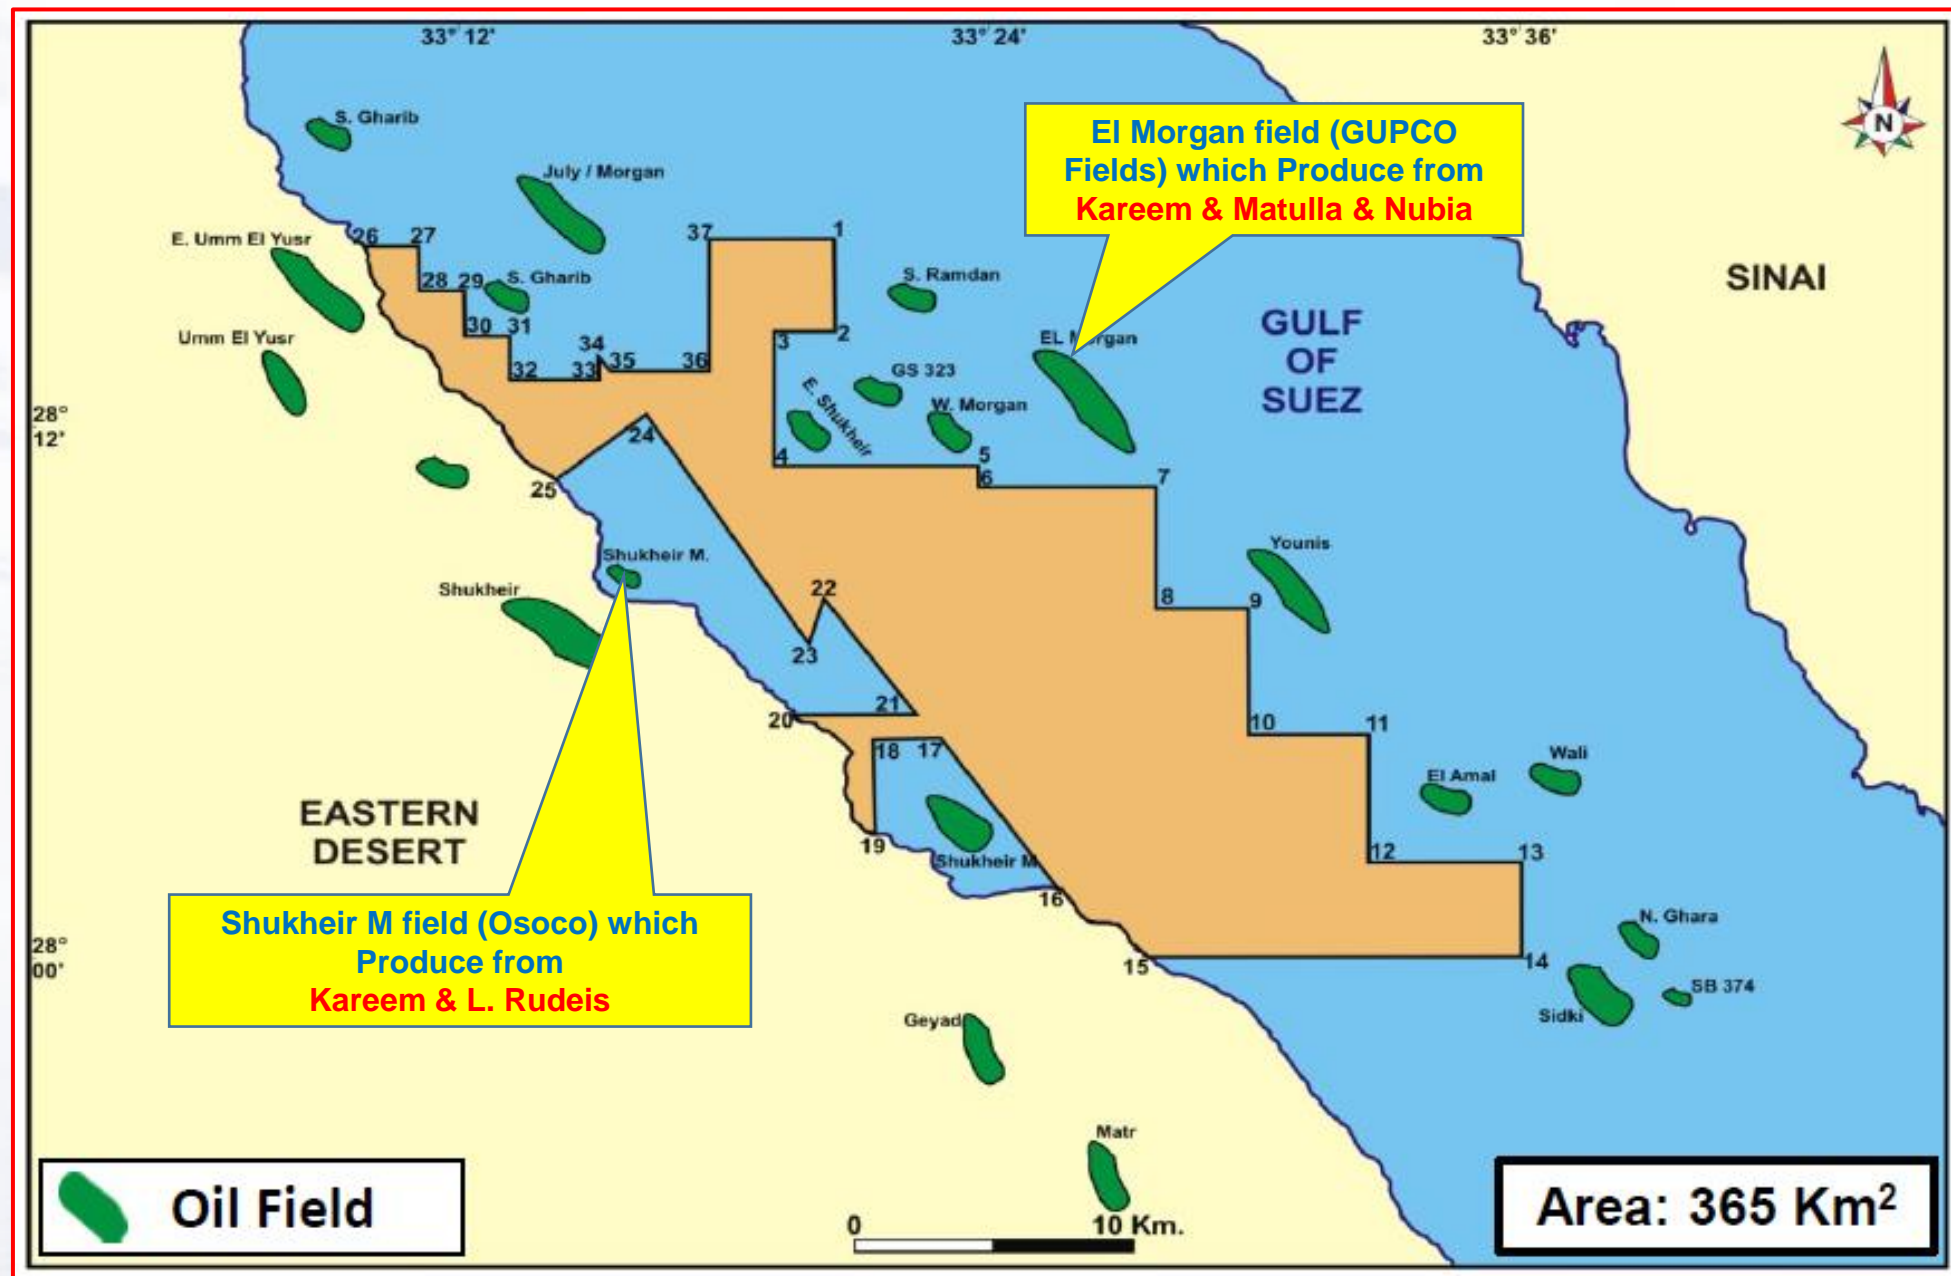 33° 12'
33° 24'
33° 36'
S. Gharib
N
El Morgan field (GUPCO
Fields) which Produce from
Kareem & Matulla & Nubia
July / Morgan
E. Umm El Yusr
26
27
37
1
28
29
S. Gharib
S. Ramdan
SINAI
GULF
OF
SUEZ
30
31
2
3
Umm El Yusr
34
EL Morgan
32
33
35
36
GS 323
E. Shukheir
W. Morgan
28°
12'
24
4
5
6
7
25
Younis
Shukheir M.
Shukheir
22
8
9
23
20
21
10
11
18
17
Wali
El Amal
EASTERN
DESERT
19
Shukheir M
12
13
16
Shukheir M field (Osoco) which
Produce from
Kareem & L. Rudeis
28°
00'
N. Ghara
15
14
SB 374
Sidki
Geyad
Matr
Oil Field
0
10 Km.
Area: 365 Km²